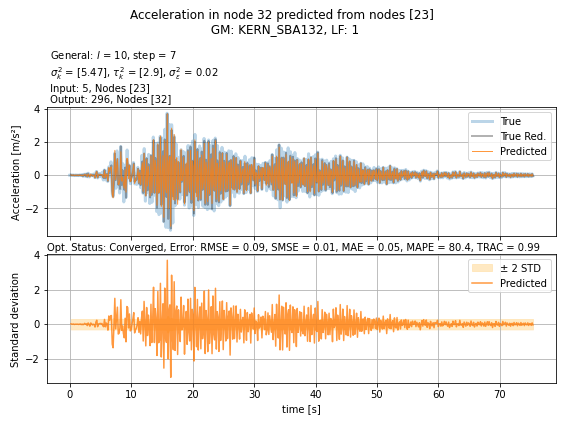 Acceleration in node 32 predicted from nodes [23]
GM: KERN_SBA132, LF: 1
General: l = 10, step = 7
σ²ₖ = [5.47], τ²ₖ = [2.9], σ²ε = 0.02
Input: 5, Nodes [23]
Output: 296, Nodes [32]
Acceleration [m/s²]
4
2
0
−2
True
True Red.
Predicted
Opt. Status: Converged, Error: RMSE = 0.09, SMSE = 0.01, MAE = 0.05, MAPE = 80.4, TRAC = 0.99
Standard deviation
4
2
0
−2
± 2 STD
Predicted
0 10 20 30 40 50 60 70
time [s]